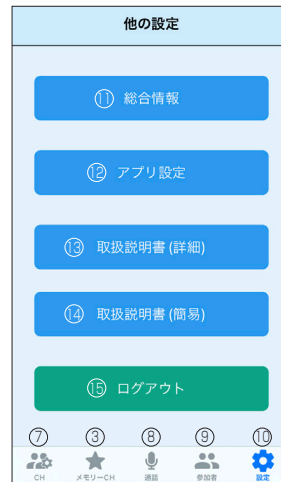 他の設定
⑪ 総合情報
⑫ アプリ設定
⑬ 取扱説明書(詳細)
⑭ 取扱説明書(簡易)
⑮ ログアウト
⑦ ③ ⑧ ⑨ ⑩
CH メモリーCH 通話 参加者 設定